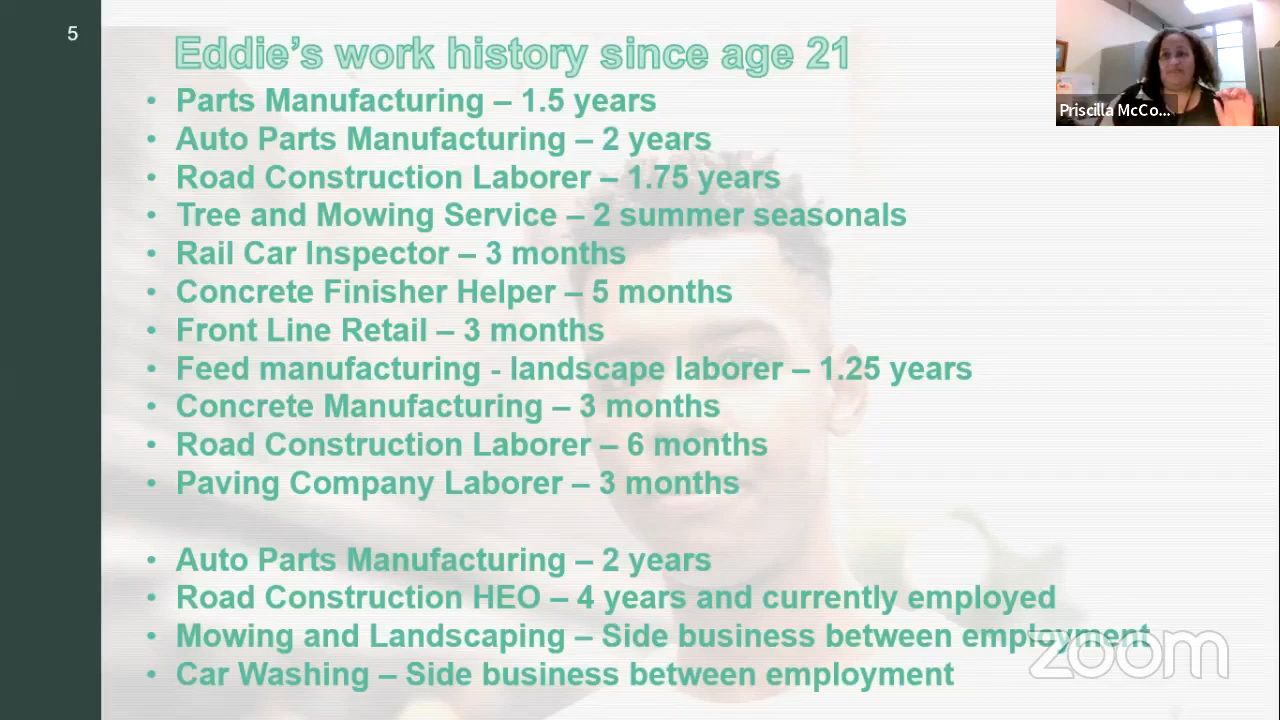 5
Eddie’s work history since age 21
• Parts Manufacturing – 1.5 years
• Auto Parts Manufacturing – 2 years
• Road Construction Laborer – 1.75 years
• Tree and Mowing Service – 2 summer seasonals
• Rail Car Inspector – 3 months
• Concrete Finisher Helper – 5 months
• Front Line Retail – 3 months
• Feed manufacturing - landscape laborer – 1.25 years
• Concrete Manufacturing – 3 months
• Road Construction Laborer – 6 months
• Paving Company Laborer – 3 months
• Auto Parts Manufacturing – 2 years
• Road Construction HEO – 4 years and currently employed
• Mowing and Landscaping – Side business between employment
• Car Washing – Side business between employment
Priscilla McCo...
zoom